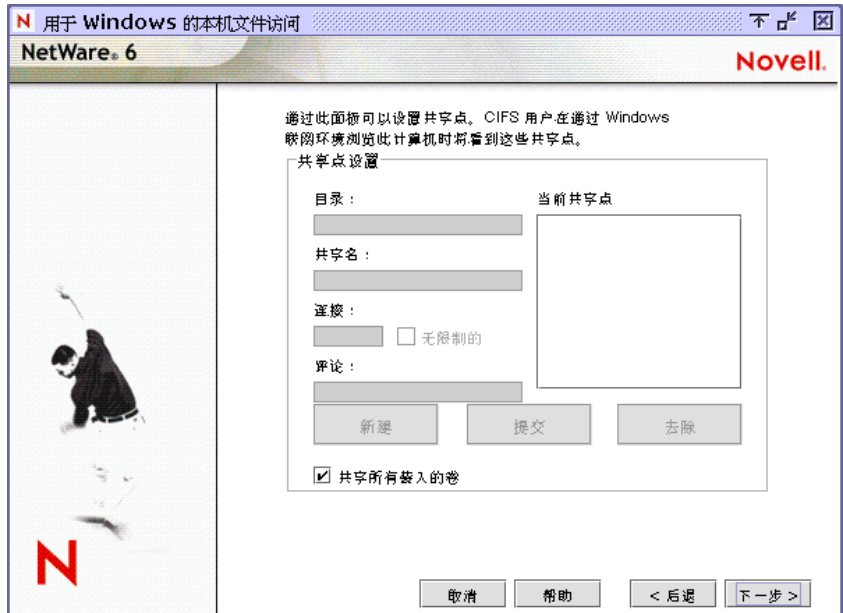 N 用于 Windows 的本机文件访问
NetWare® 6
Novell.
通过此面板可以设置共享点。CIFS 用户在通过 Windows
联网环境浏览此计算机时将看到这些共享点。
共享点设置
目录：
当前共享点
共享名：
连接：
无限制的
评论：
新建
提交
去除
共享所有装入的卷
N
取消
帮助
< 后退
下一步 >